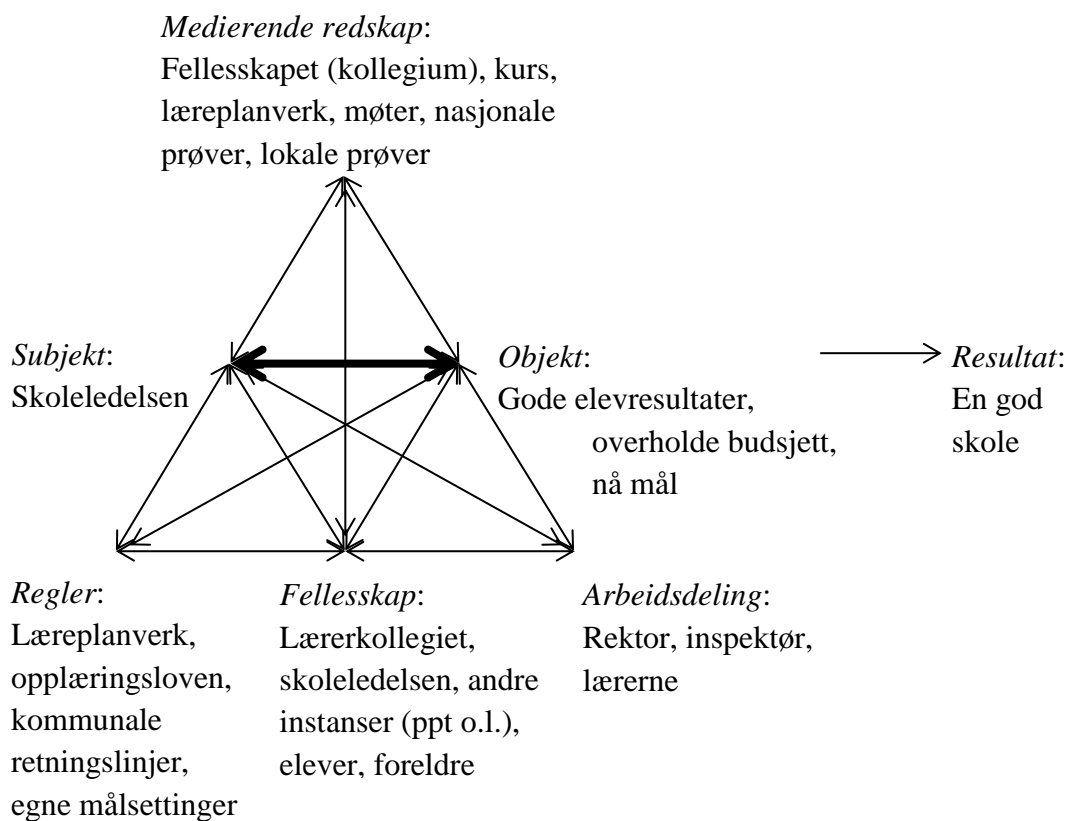 Medierende redskap:
Fellesskapet (kollegium), kurs,
læreplanverk, møter, nasjonale
prøver, lokale prøver
Subjekt:
Skoleledelsen
Objekt:
Gode elevresultater,
overholde budsjett,
nå mål
Resultat:
En god
skole
Regler:
Læreplanverk,
opplæringsloven,
kommunale
retningslinjer,
egne målsettinger
Fellesskap:
Lærerkollegiet,
skoleledelsen, andre
instanser (ppt o.l.),
elever, foreldre
Arbeidsdeling:
Rektor, inspektør,
lærerne